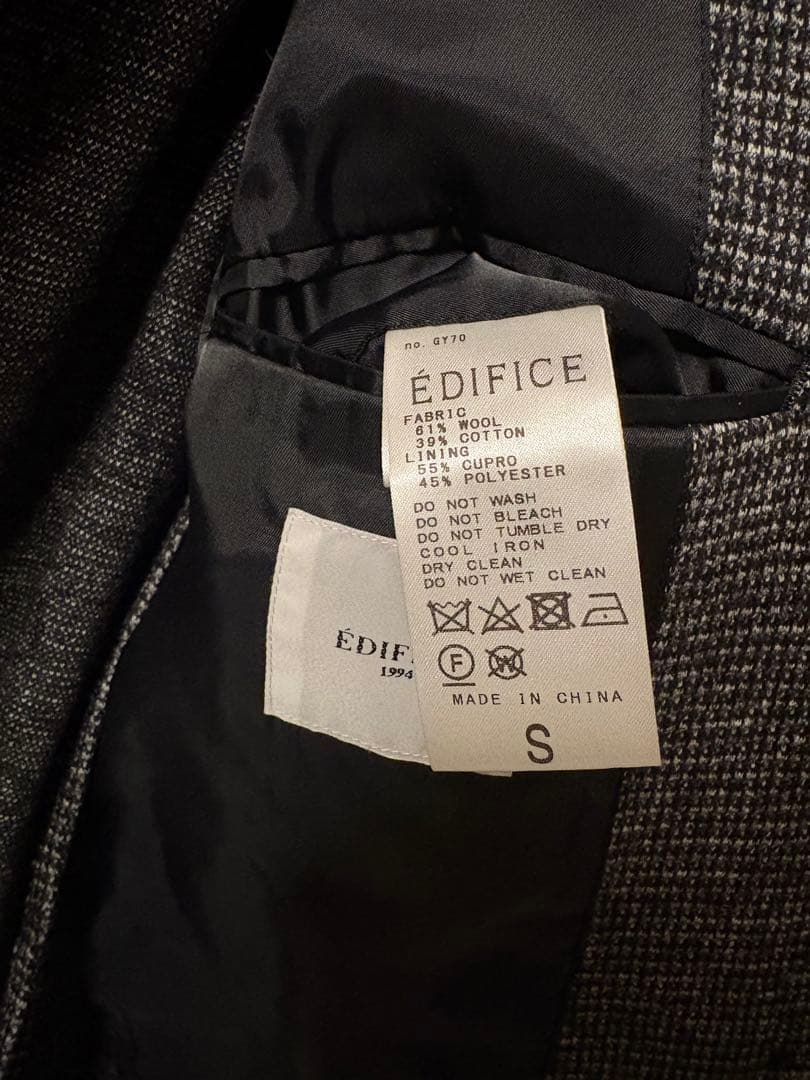 no. GY70
ÉDIFICE
FABRIC
61% WOOL
39% COTTON
LINING
55% CUPRO
45% POLYESTER
DO NOT WASH
DO NOT BLEACH
DO NOT TUMBLE DRY
COOL IRON
DRY CLEAN
DO NOT WET CLEAN
F W
MADE IN CHINA
S
ÉDIF
1994